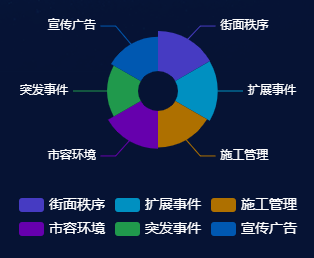 宣传广告 街面秩序
突发事件 扩展事件
市容环境 施工管理
街面秩序 扩展事件 施工管理
市容环境 突发事件 宣传广告